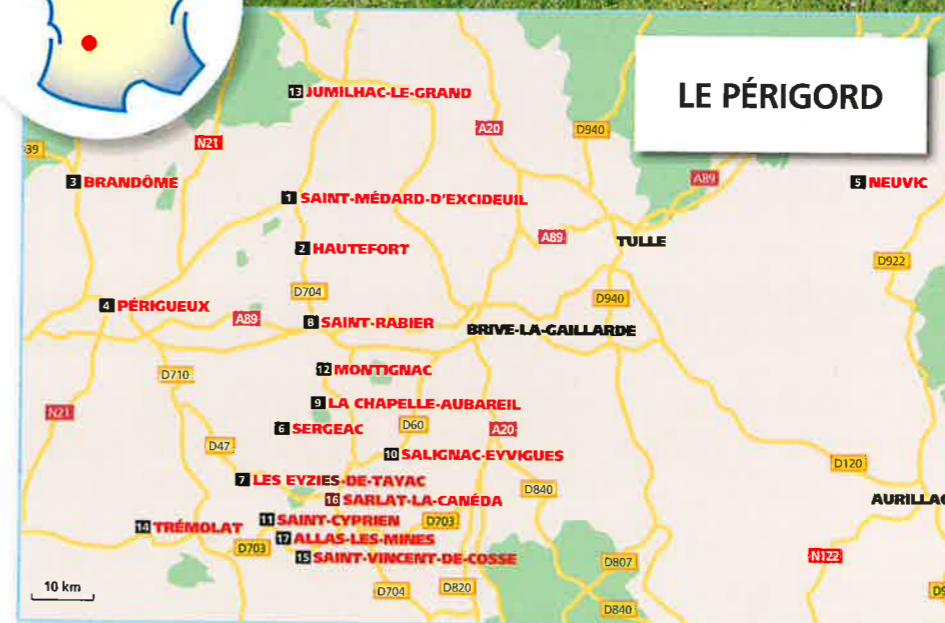 LE PÉRIGORD
13 JUMILHAC-LE-GRAND
A20
D940
N21
39
3 BRANDÔME
A89
5 NEUVIC
1 SAINT-MÉDARD-D'EXCIDEUIL
A89
TULLE
2 HAUTEFORT
D922
D704
D940
4 PÉRIGUEUX
A89
8 SAINT-RABIER
BRIVE-LA-GAILLARDE
12 MONTIGNAC
D710
9 LA CHAPELLE-AUBAREIL
N21
6 SERGEAC
D60
A20
D47
10 SALIGNAC-EYVIGUES
D120
7 LES EYZIES-DE-TAYAC
D840
16 SARLAT-LA-CANÉDA
AURILLAC
14 TRÉMOLAT
11 SAINT-CYPRIEN
D703
17 ALLAS-LES-MINES
D703
15 SAINT-VINCENT-DE-COSSE
N122
D807
10 km
D704
D820
D840
D9